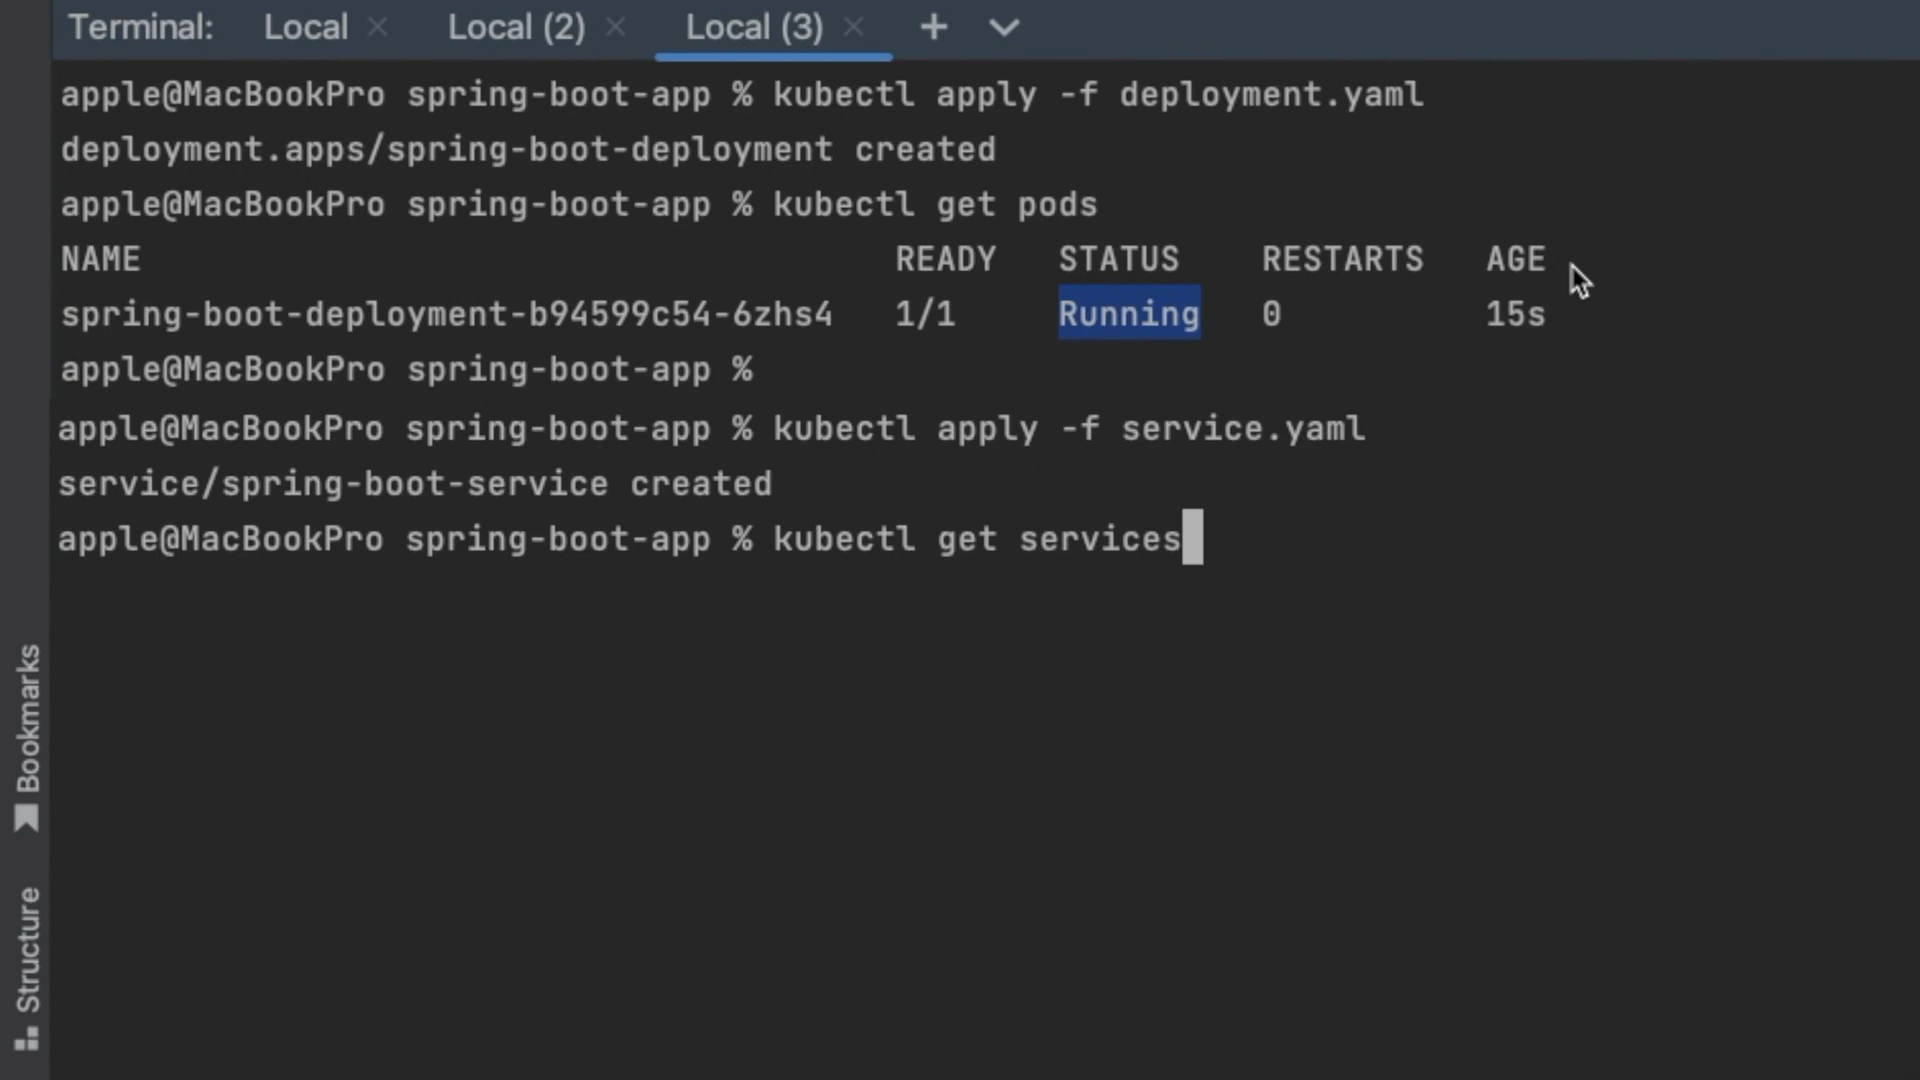 Terminal: Local Local (2) Local (3)
apple@MacBookPro spring-boot-app % kubectl apply -f deployment.yaml
deployment.apps/spring-boot-deployment created
apple@MacBookPro spring-boot-app % kubectl get pods
NAME READY STATUS RESTARTS AGE
spring-boot-deployment-b94599c54-6zhs4 1/1 Running 0 15s
apple@MacBookPro spring-boot-app %
apple@MacBookPro spring-boot-app % kubectl apply -f service.yaml
service/spring-boot-service created
apple@MacBookPro spring-boot-app % kubectl get services
Bookmarks
Structure